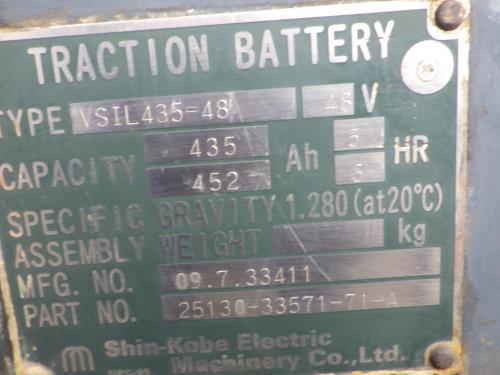 TRACTION BATTERY
TYPE VSIL435-48 48 V
CAPACITY 435 Ah 5 HR
452 6
SPECIFIC GRAVITY 1.280 (at20°C)
ASSEMBLY WEIGHT kg
MFG. NO. 09.7.33411
PART NO. 25130-33571-71-A
Shin-Kobe Electric
Machinery Co., Ltd.